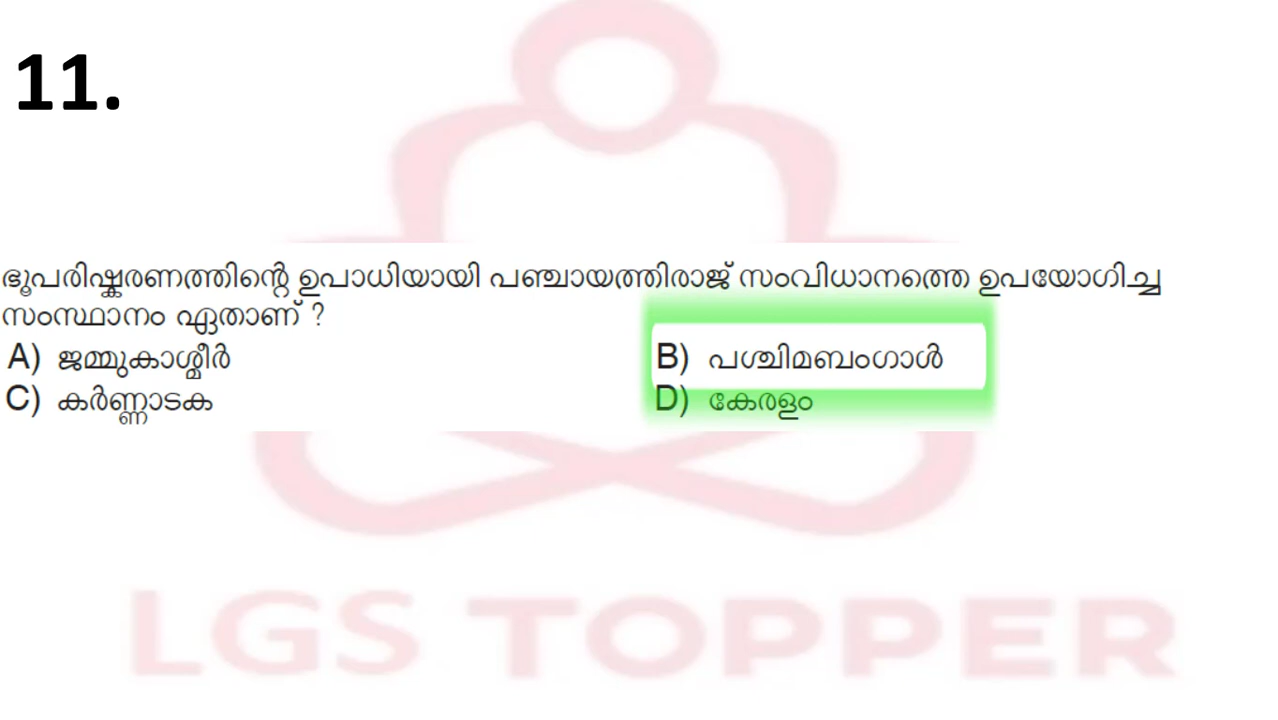 11.
ഭൂപരിഷ്കരണത്തിന്റെ ഉപാധിയായി പഞ്ചായത്തിരാജ് സംവിധാനത്തെ ഉപയോഗിച്ച
സംസ്ഥാനം ഏതാണ് ?
A) ജമ്മുകാശ്മീർ B) പശ്ചിമബംഗാൾ
C) കർണ്ണാടക D) കേരളം
LGS TOPPER